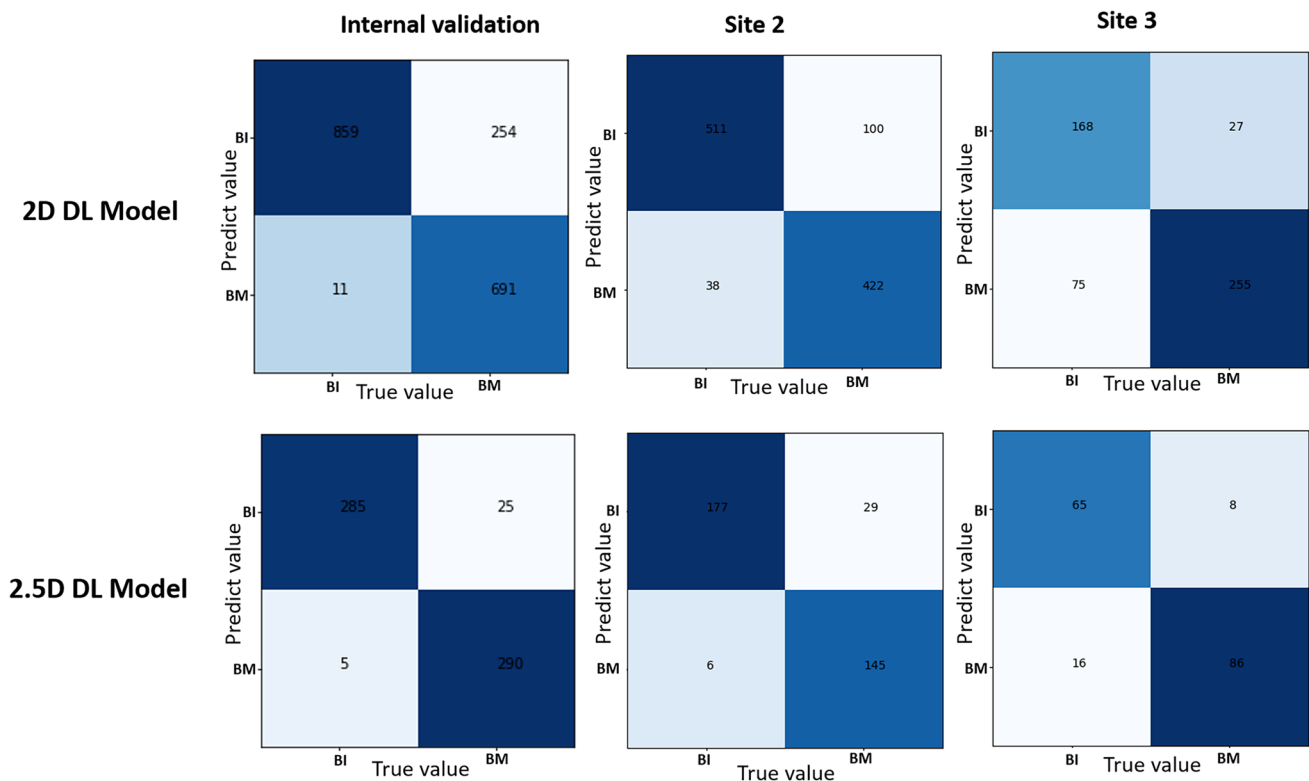 Internal validation
Site 2
Site 3
2D DL Model
Predict value
BI
859
254
BM
11
691
BI
True value
BM
Predict value
BI
511
100
BM
38
422
BI
True value
BM
Predict value
BI
168
27
BM
75
255
BI
True value
BM
2.5D DL Model
Predict value
BI
285
25
BM
5
290
BI
True value
BM
Predict value
BI
177
29
BM
6
145
BI
True value
BM
Predict value
BI
65
8
BM
16
86
BI
True value
BM